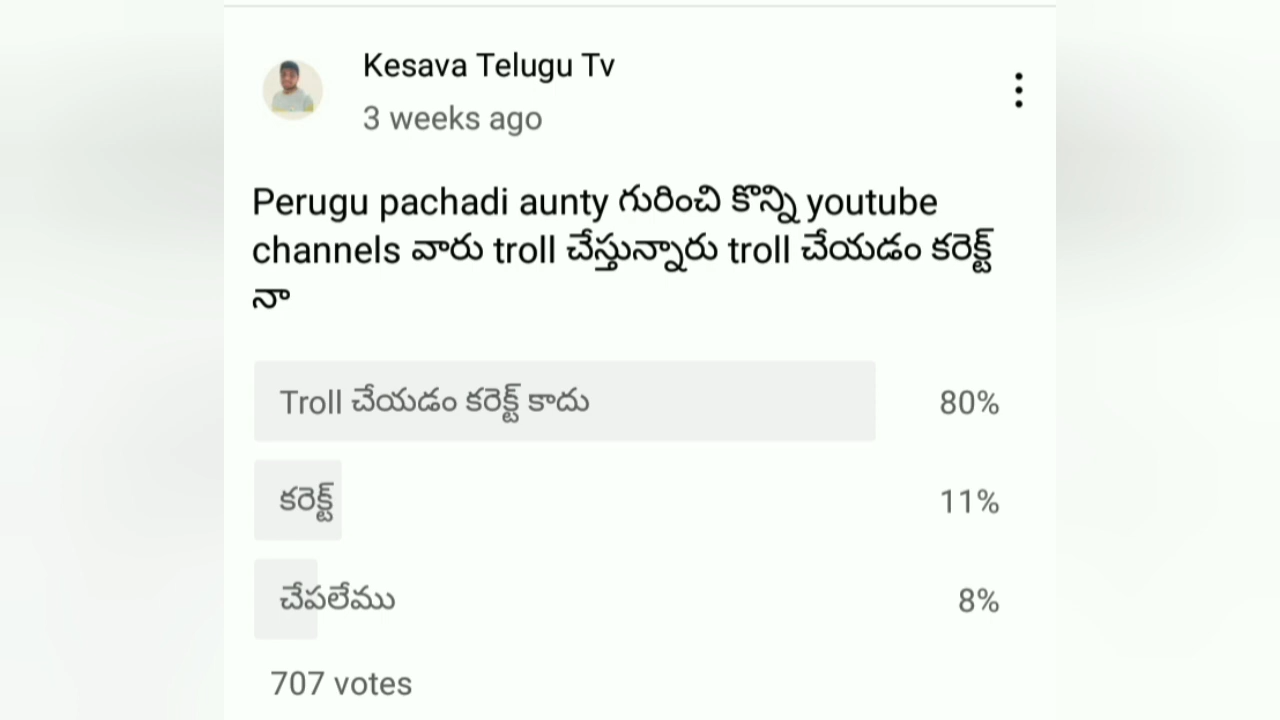 Kesava Telugu Tv
3 weeks ago
Perugu pachadi aunty గురించి కొన్ని youtube
channels వారు troll చేస్తున్నారు troll చేయడం కరెక్ట్
నా
Troll చేయడం కరెక్ట్ కాదు 80%
కరెక్ట్ 11%
చేపలేము 8%
707 votes